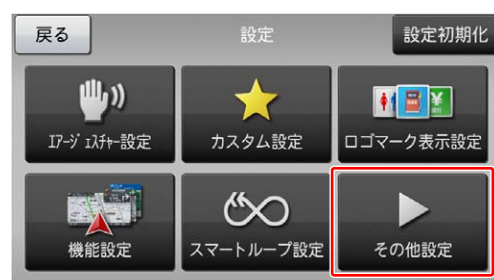 戻る
設定
設定初期化
エアージェスチャー設定
カスタム設定
ロゴマーク表示設定
機能設定
スマートループ設定
その他設定